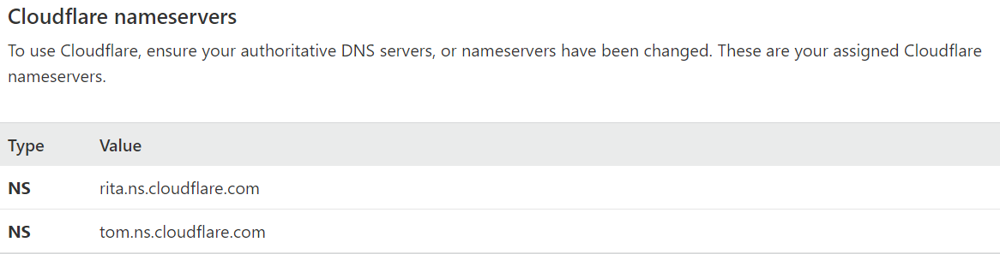 Cloudflare nameservers
To use Cloudflare, ensure your authoritative DNS servers, or nameservers have been changed. These are your assigned Cloudflare
nameservers.
Type Value
NS rita.ns.cloudflare.com
NS tom.ns.cloudflare.com